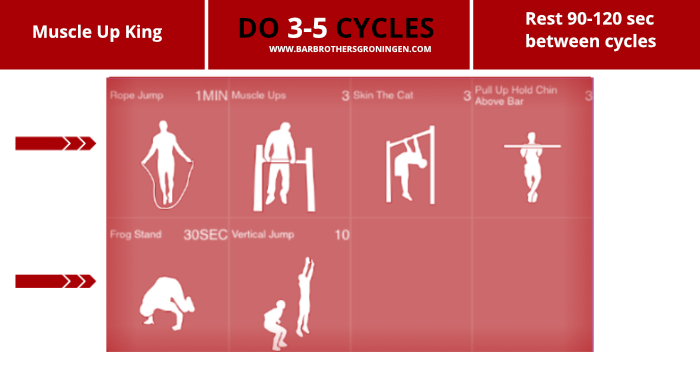 Muscle Up King
DO 3-5 CYCLES
WWW.BARBROTHERSGRONINGEN.COM
Rest 90-120 sec
between cycles
Rope Jump 1MIN
Muscle Ups 3
Skin The Cat 3
Pull Up Hold Chin
Above Bar 3
Frog Stand 30SEC
Vertical Jump 10